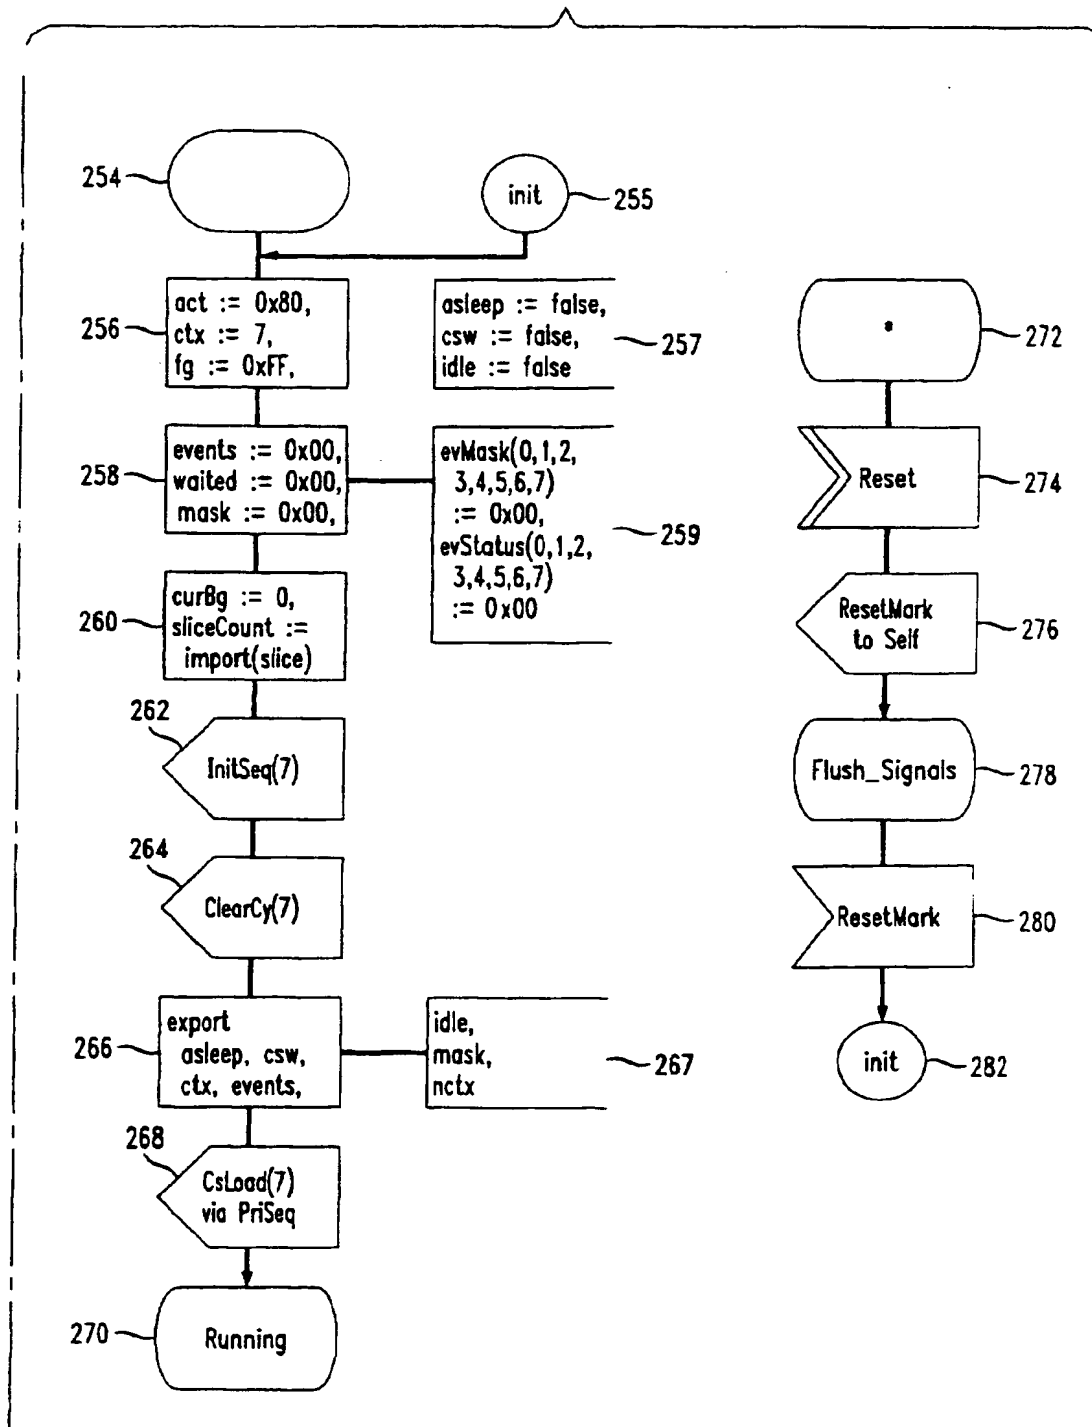 254
init
255
256
act := 0x80,
ctx := 7,
fg := 0xFF,
asleep := false,
csw := false,
idle := false
257
258
events := 0x00,
waited := 0x00,
mask := 0x00,
evMask(0,1,2,
3,4,5,6,7)
:= 0x00,
evStatus(0,1,2,
3,4,5,6,7)
:= 0x00
259
260
curBg := 0,
sliceCount :=
import(slice)
262
InitSeq(7)
264
ClearCy(7)
266
export
asleep, csw,
ctx, events,
idle,
mask,
nctx
267
268
CsLoad(7)
via PriSeq
270
Running
*
272
Reset
274
ResetMark
to Self
276
Flush_Signals
278
ResetMark
280
init
282